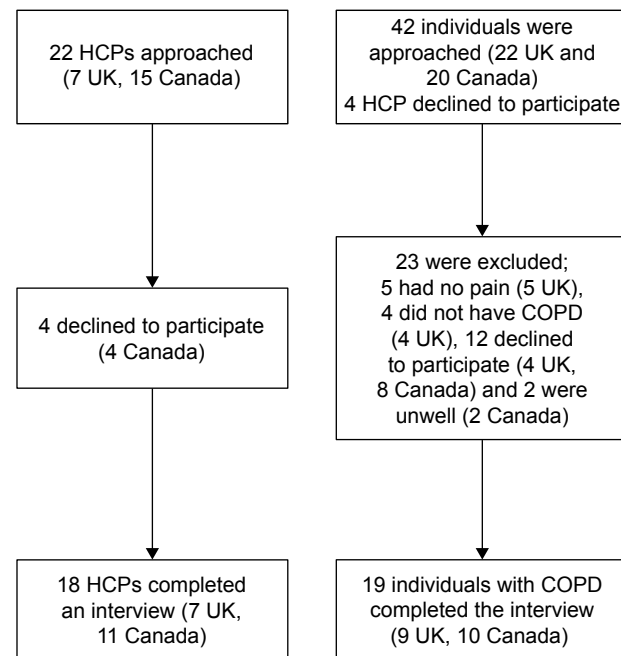 22 HCPs approached
(7 UK, 15 Canada)
4 declined to participate
(4 Canada)
18 HCPs completed
an interview (7 UK,
11 Canada)
42 individuals were
approached (22 UK and
20 Canada)
4 HCP declined to participate
23 were excluded;
5 had no pain (5 UK),
4 did not have COPD
(4 UK), 12 declined
to participate (4 UK,
8 Canada) and 2 were
unwell (2 Canada)
19 individuals with COPD
completed the interview
(9 UK, 10 Canada)